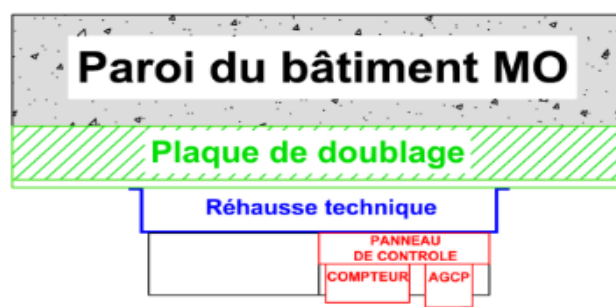 Paroi du bâtiment MO
Plaque de doublage
Réhausse technique
PANNEAU
DE CONTROLE
COMPTEUR AGCP